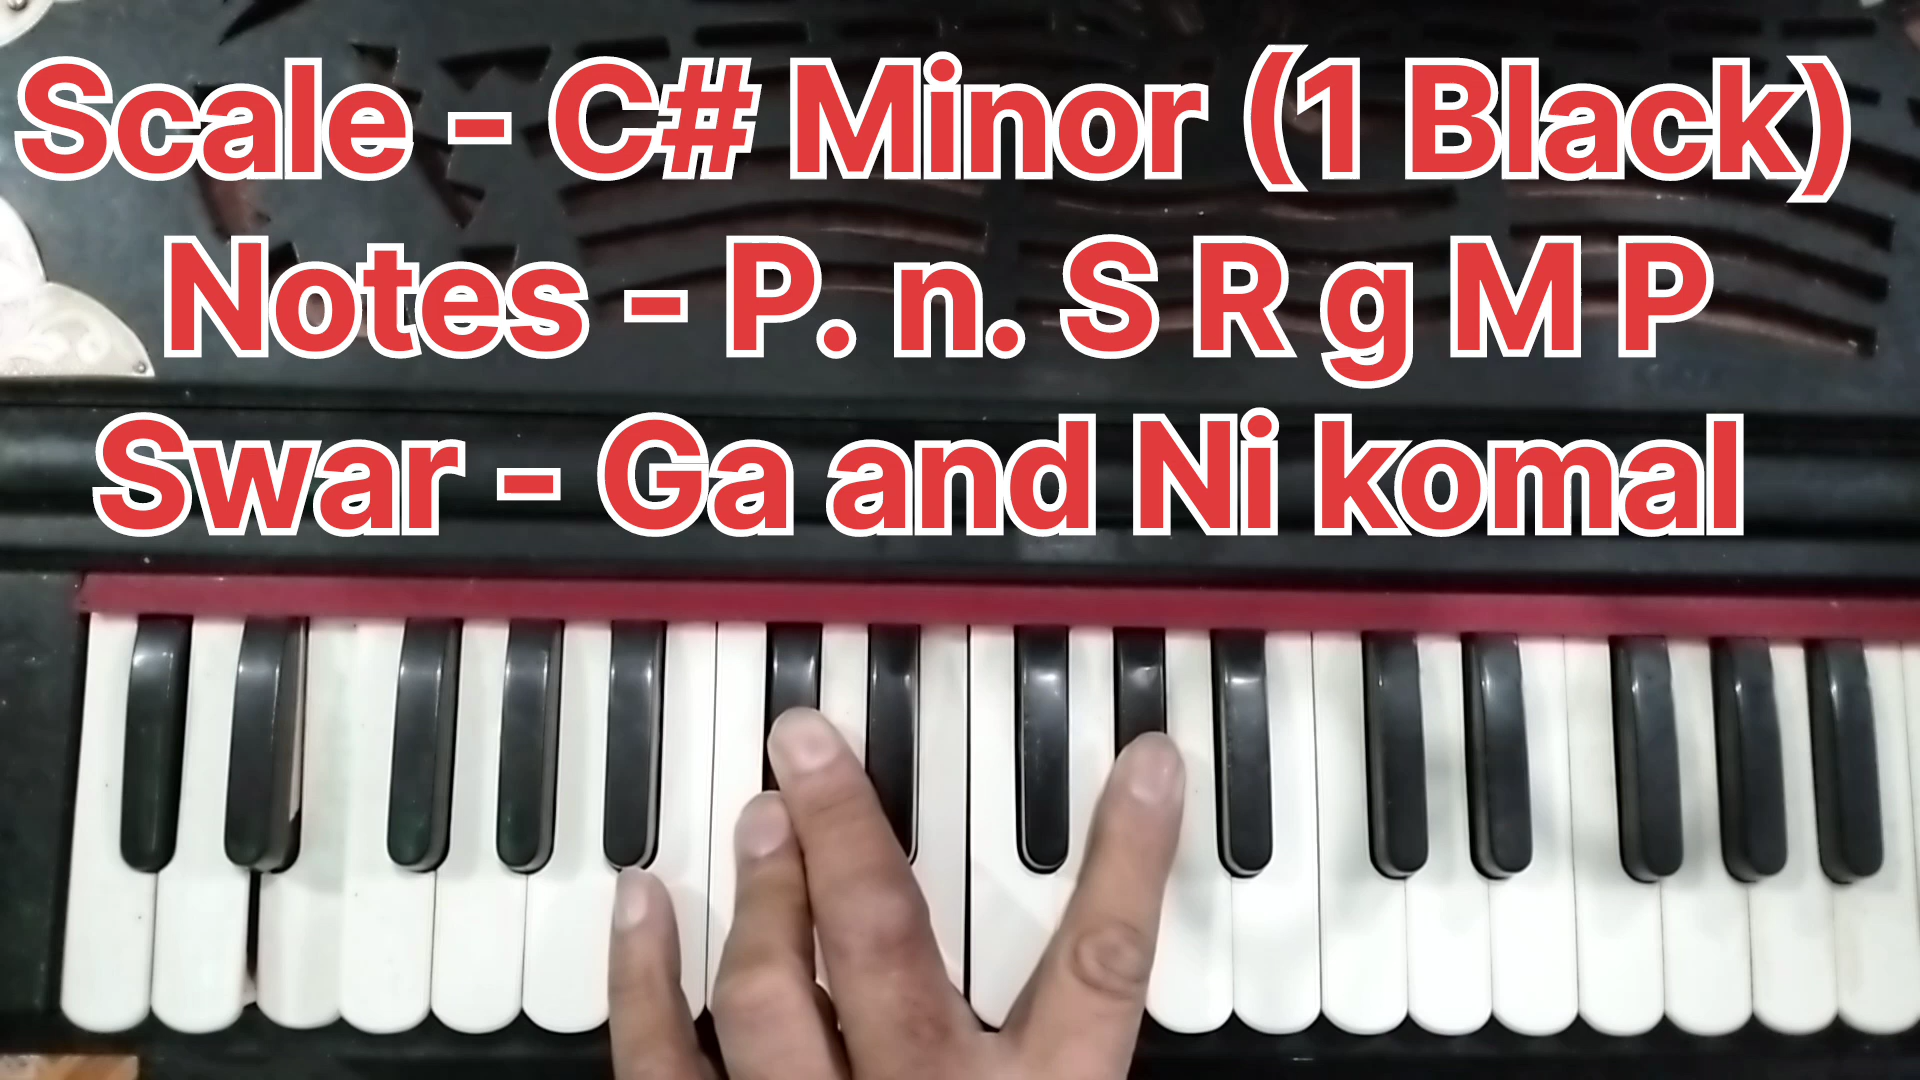 Scale - C# Minor (1 Black)
Notes - P. n. S R g M P
Swar - Ga and Ni komal